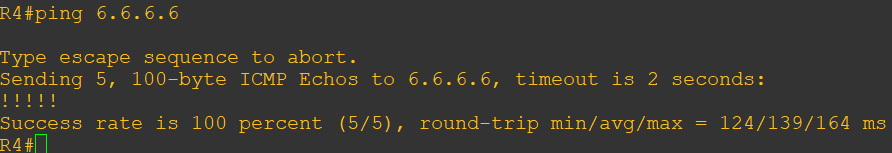 R4#ping 6.6.6.6
Type escape sequence to abort.
Sending 5, 100-byte ICMP Echos to 6.6.6.6, timeout is 2 seconds:
!!!!!
Success rate is 100 percent (5/5), round-trip min/avg/max = 124/139/164 ms
R4#